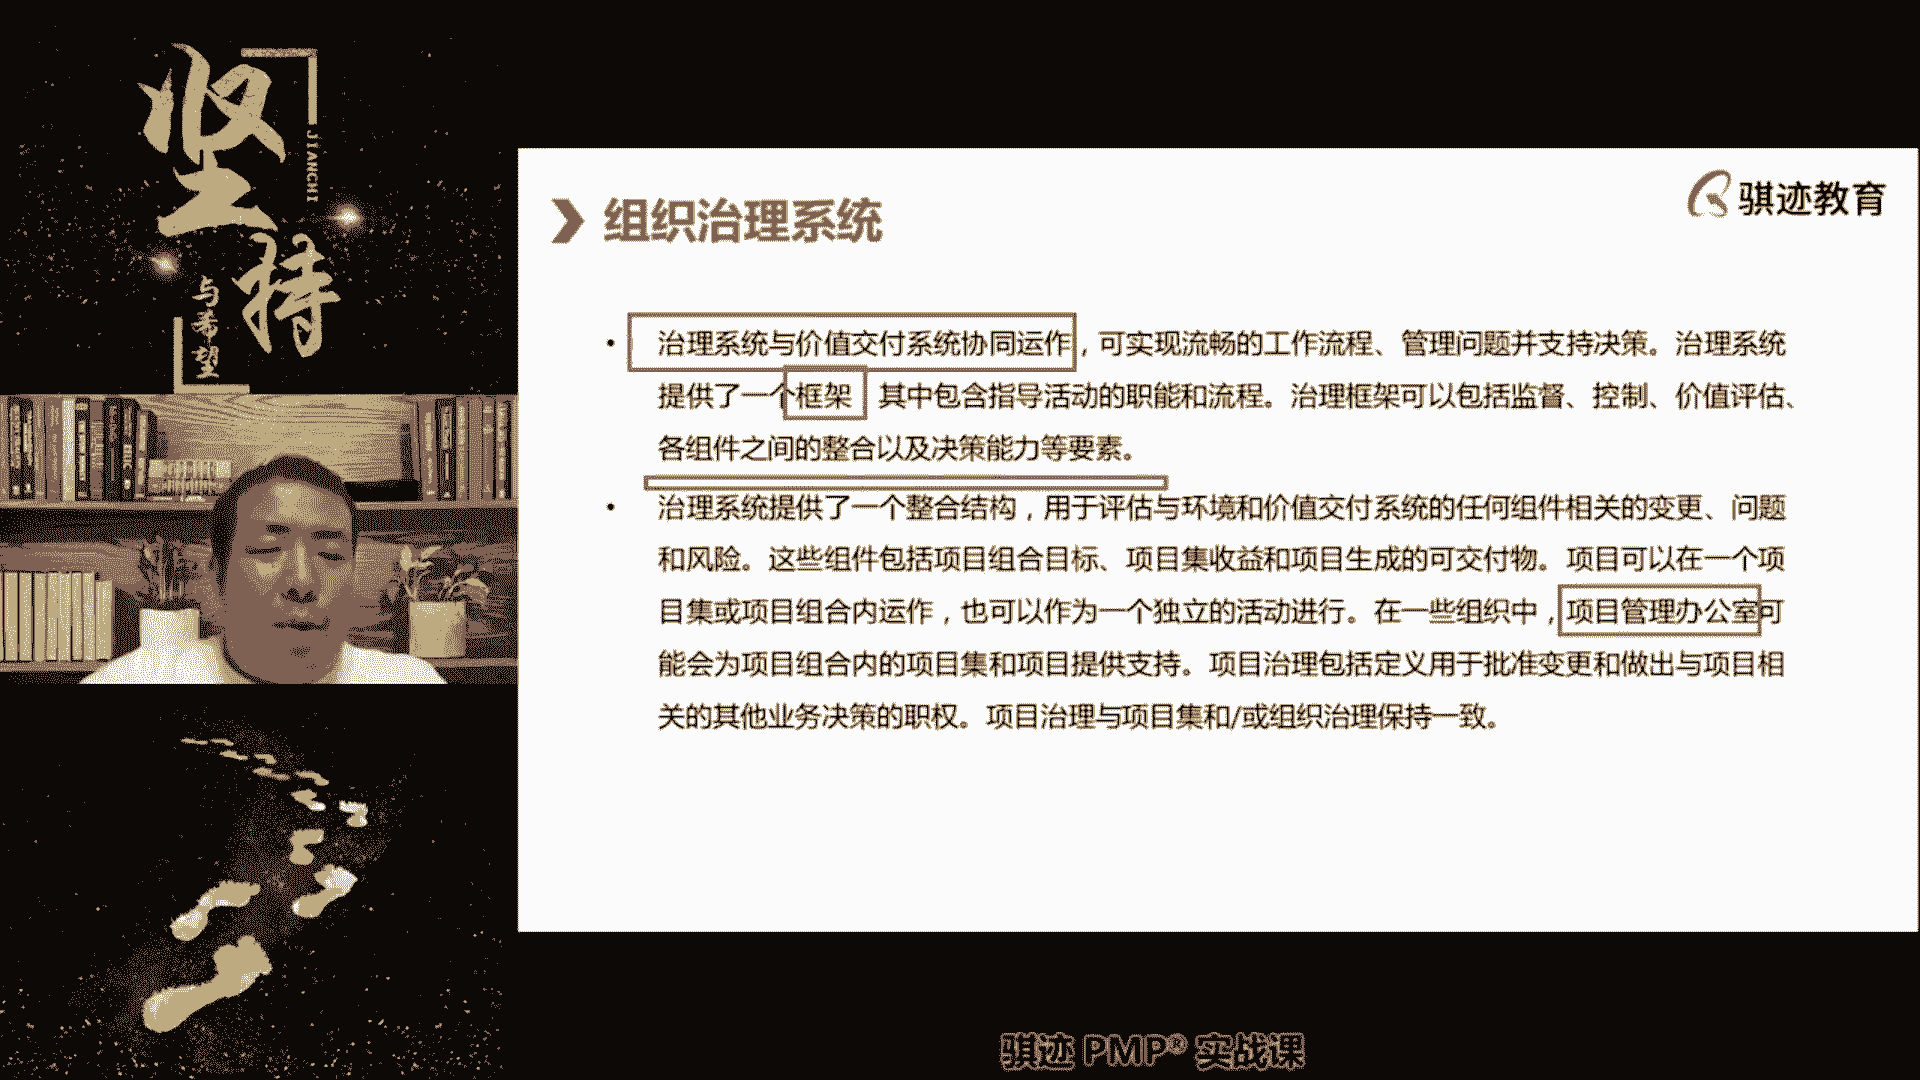 坚持
JIANCHI
与希望
组织治理系统
骐迹教育
• 治理系统与价值交付系统协同运作，可实现流畅的工作流程、管理问题并支持决策。治理系统
提供了一个框架 其中包含指导活动的职能和流程。治理框架可以包括监督、控制、价值评估、
各组件之间的整合以及决策能力等要素。
• 治理系统提供了一个整合结构，用于评估与环境和价值交付系统的任何组件相关的变更、问题
和风险。这些组件包括项目组合目标、项目集收益和项目生成的可交付物。项目可以在一个项
目集或项目组合内运作，也可以作为一个独立的活动进行。在一些组织中，项目管理办公室可
能会为项目组合内的项目集和项目提供支持。项目治理包括定义用于批准变更和做出与项目相
关的其他业务决策的职权。项目治理与项目集和/或组织治理保持一致。
骐迹 PMP® 实战课